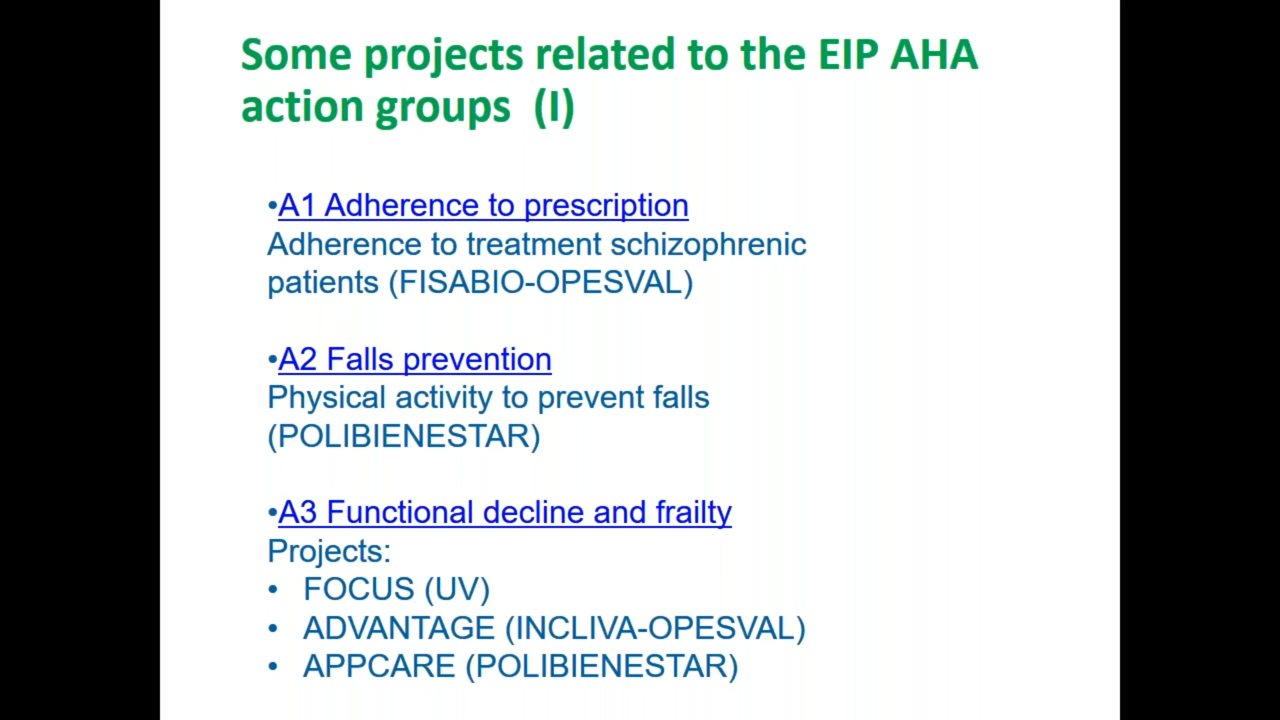 Some projects related to the EIP AHA
action groups (I)
•A1 Adherence to prescription
Adherence to treatment schizophrenic
patients (FISABIO-OPESVAL)
•A2 Falls prevention
Physical activity to prevent falls
(POLIBIENESTAR)
•A3 Functional decline and frailty
Projects:
• FOCUS (UV)
• ADVANTAGE (INCLIVA-OPESVAL)
• APPCARE (POLIBIENESTAR)